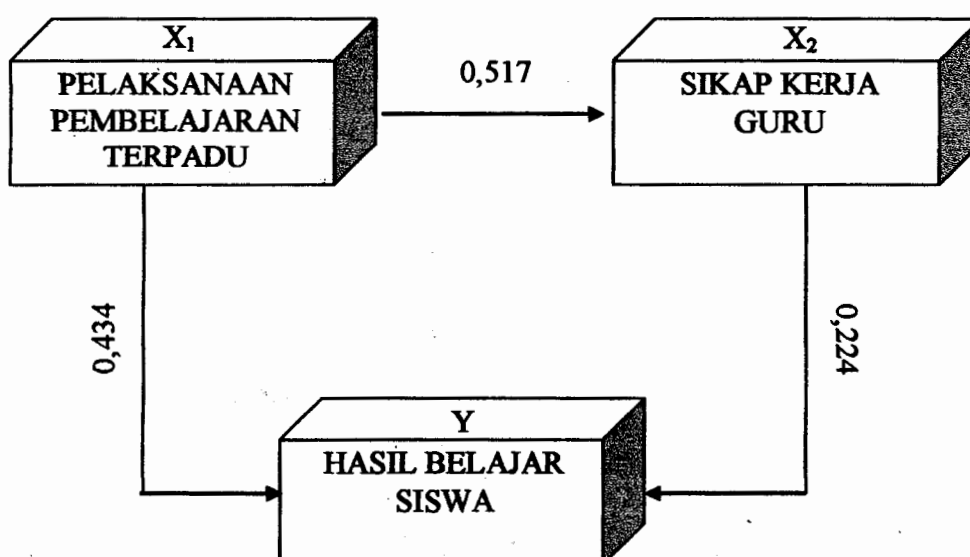 X₁
PELAKSANAAN
PEMBELAJARAN
TERPADU
0,517
X₂
SIKAP KERJA
GURU
0,434
0,224
Y
HASIL BELAJAR
SISWA